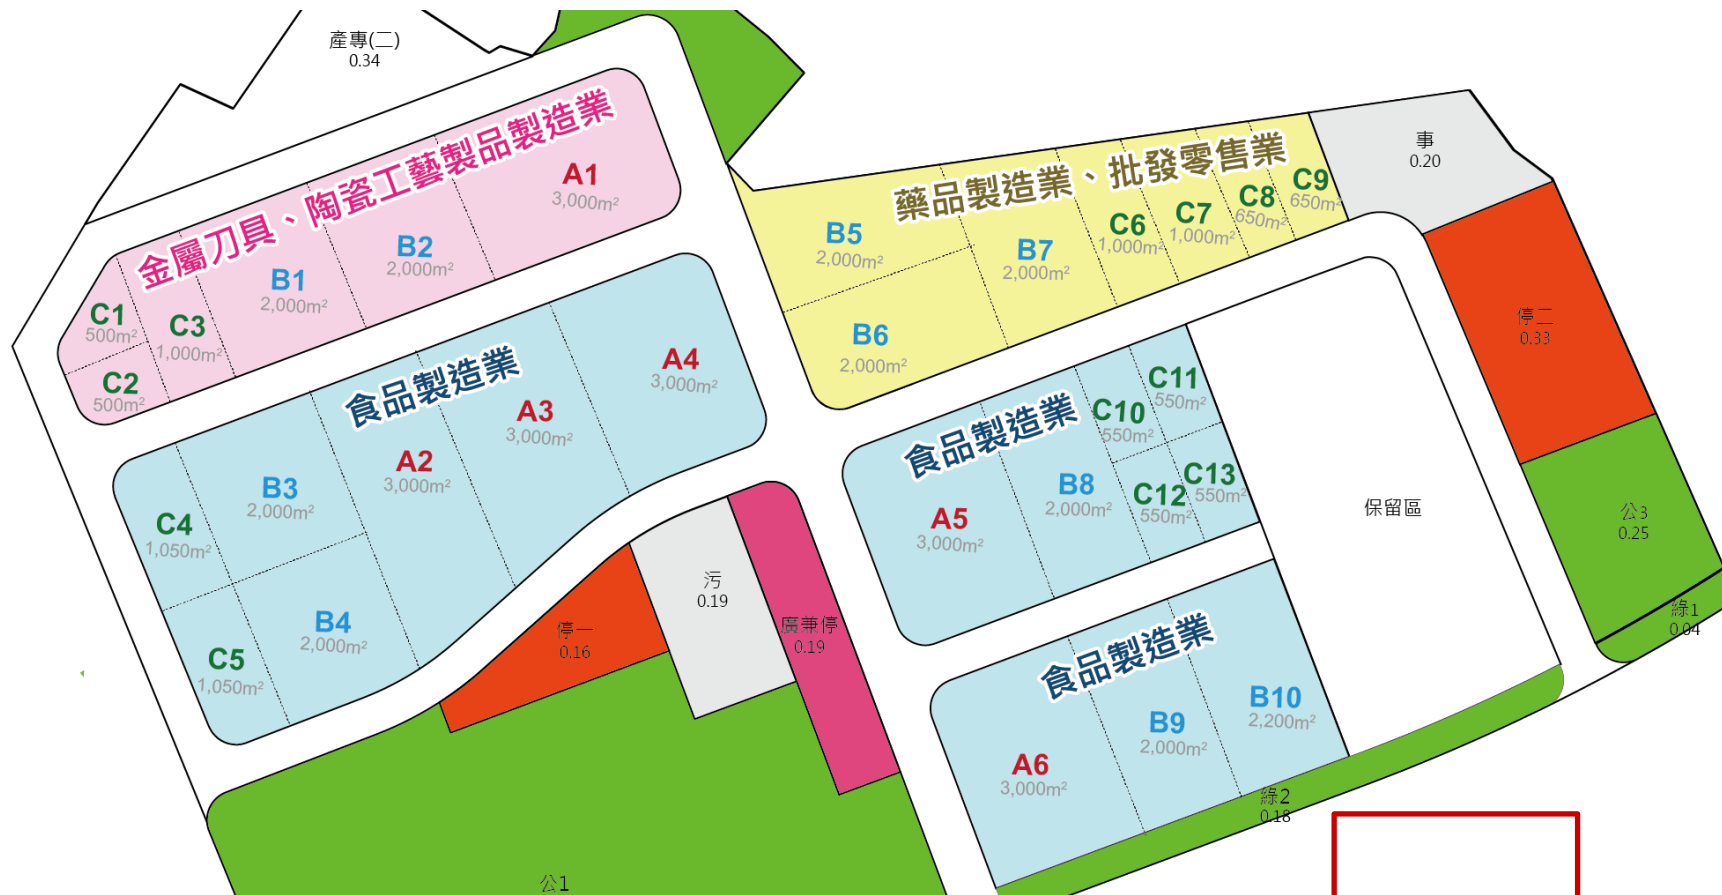 產專(二)
0.34
金屬刀具、陶瓷工藝製品製造業
A1
3,000m²
B2
2,000m²
B1
2,000m²
C1
500m²
C3
1,000m²
C2
500m²
藥品製造業、批發零售業
B5
2,000m²
B6
2,000m²
B7
2,000m²
C6
1,000m²
C7
1,000m²
C8
650m²
C9
650m²
事
0.20
停二
0.33
公3
0.25
綠1
0.04
食品製造業
A4
3,000m²
A3
3,000m²
A2
3,000m²
B3
2,000m²
C4
1,050m²
B4
2,000m²
C5
1,050m²
食品製造業
A5
3,000m²
B8
2,000m²
C10
550m²
C11
550m²
C12
550m²
C13
550m²
保留區
污
0.19
廣兼停
0.19
停一
0.16
食品製造業
A6
3,000m²
B9
2,000m²
B10
2,200m²
綠2
0.18
公1